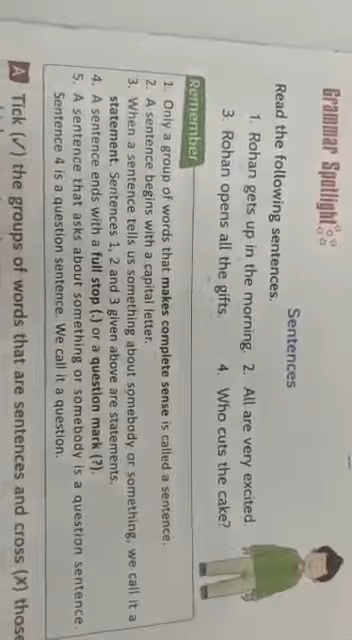 Grammar Spotlight
Sentences
Read the following sentences.
1. Rohan gets up in the morning. 2. All are very excited.
3. Rohan opens all the gifts. 4. Who cuts the cake?
Remember
1. Only a group of words that makes complete sense is called a sentence.
2. A sentence begins with a capital letter.
3. When a sentence tells us something about somebody or something, we call it a
statement. Sentences 1, 2 and 3 given above are statements.
4. A sentence ends with a full stop (.) or a question mark (?).
5. A sentence that asks about something or somebody is a question sentence.
Sentence 4 is a question sentence. We call it a question.
A Tick (✓) the groups of words that are sentences and cross (X) those